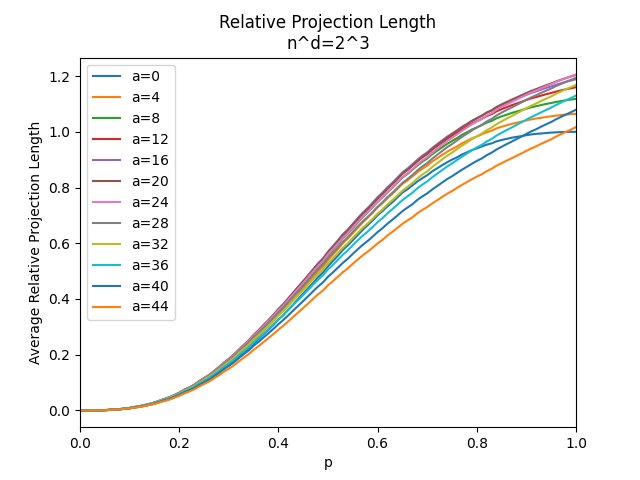 Relative Projection Length
n^d=2^3
Average Relative Projection Length
1.2
1.0
0.8
0.6
0.4
0.2
0.0
a=0
a=4
a=8
a=12
a=16
a=20
a=24
a=28
a=32
a=36
a=40
a=44
0.0 0.2 0.4 0.6 0.8 1.0
p